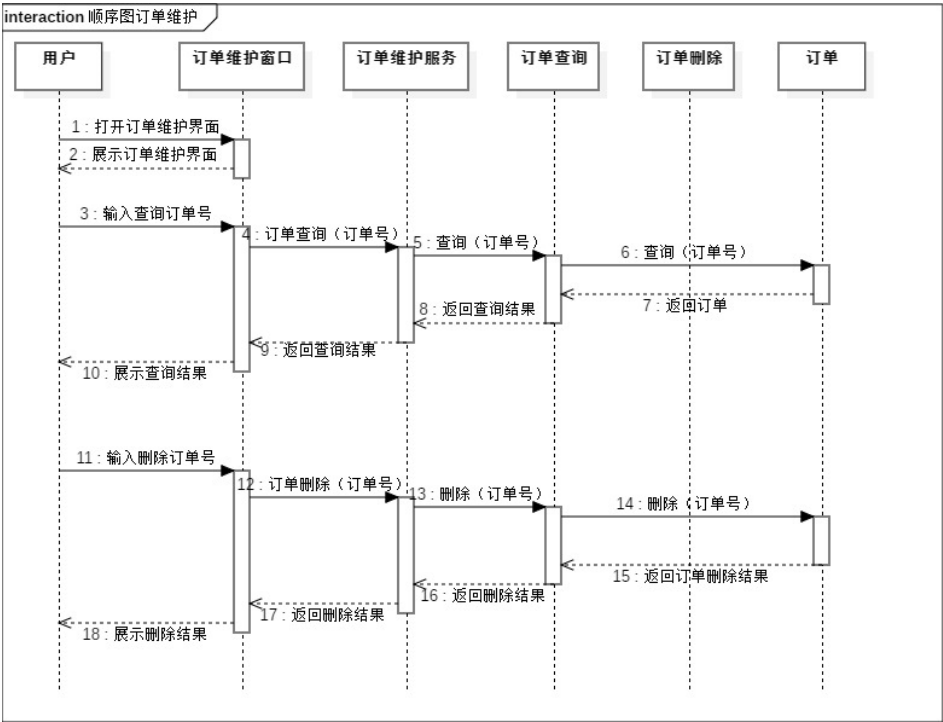 interaction 顺序图订单维护
用户
订单维护窗口
订单维护服务
订单查询
订单删除
订单
1 : 打开订单维护界面
2 : 展示订单维护界面
3 : 输入查询订单号
4 : 订单查询（订单号）
5 : 查询（订单号）
6 : 查询（订单号）
7 : 返回订单
8 : 返回查询结果
9 : 返回查询结果
10 : 展示查询结果
11 : 输入删除订单号
12 : 订单删除（订单号）
13 : 删除（订单号）
14 : 删除（订单号）
15 : 返回订单删除结果
16 : 返回删除结果
17 : 返回删除结果
18 : 展示删除结果